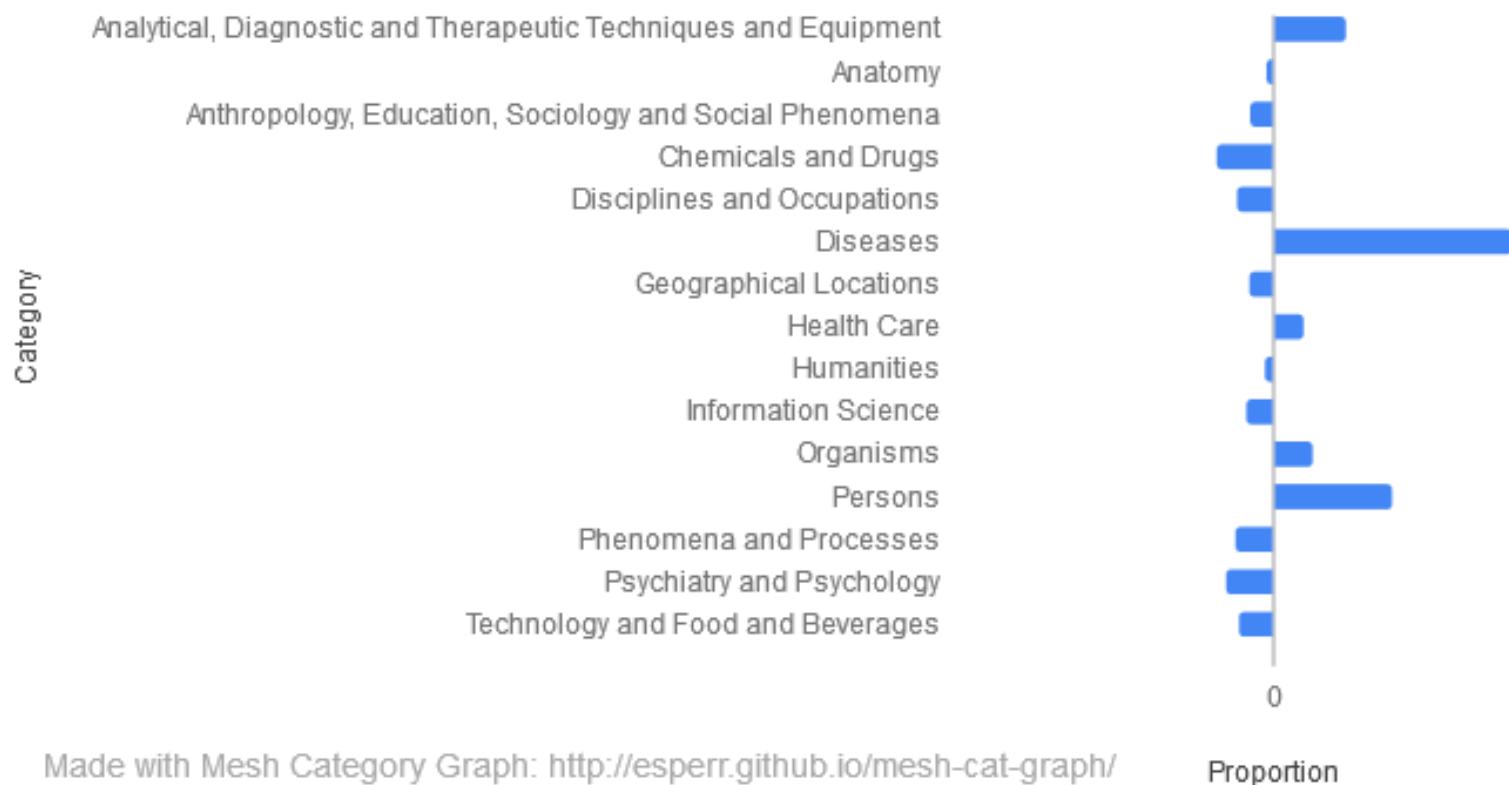 Analytical, Diagnostic and Therapeutic Techniques and Equipment
Anatomy
Anthropology, Education, Sociology and Social Phenomena
Chemicals and Drugs
Disciplines and Occupations
Diseases
Geographical Locations
Health Care
Humanities
Information Science
Organisms
Persons
Phenomena and Processes
Psychiatry and Psychology
Technology and Food and Beverages
Category
0
Made with Mesh Category Graph: http://esperr.github.io/mesh-cat-graph/
Proportion